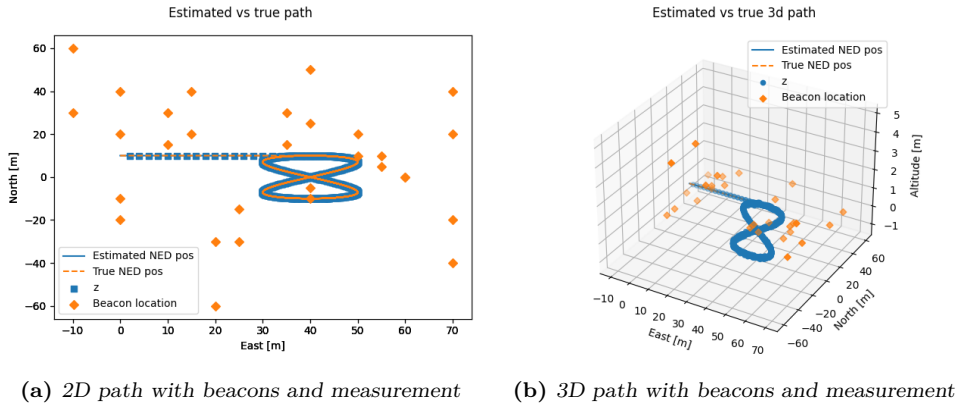 Estimated vs true path
60
40
20
0
−20
−40
−60
North [m]
Estimated NED pos
True NED pos
z
Beacon location
−10 0 10 20 30 40 50 60 70
East [m]
(a) 2D path with beacons and measurement
Estimated vs true 3d path
Estimated NED pos
True NED pos
z
Beacon location
5
4
3
2
1
0
−1
Altitude [m]
−10 0 10 20 30 40 50 60 70
East [m]
−60 −40 −20 0 20 40 60
North [m]
(b) 3D path with beacons and measurement